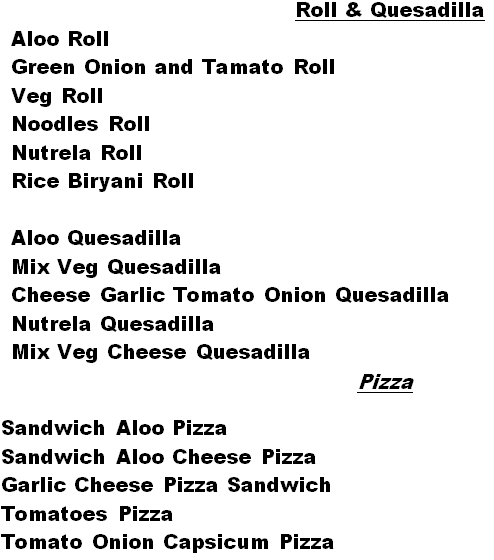 Roll & Quesadilla
Aloo Roll
Green Onion and Tamato Roll
Veg Roll
Noodles Roll
Nutrela Roll
Rice Biryani Roll
Aloo Quesadilla
Mix Veg Quesadilla
Cheese Garlic Tomato Onion Quesadilla
Nutrela Quesadilla
Mix Veg Cheese Quesadilla
Pizza
Sandwich Aloo Pizza
Sandwich Aloo Cheese Pizza
Garlic Cheese Pizza Sandwich
Tomatoes Pizza
Tomato Onion Capsicum Pizza